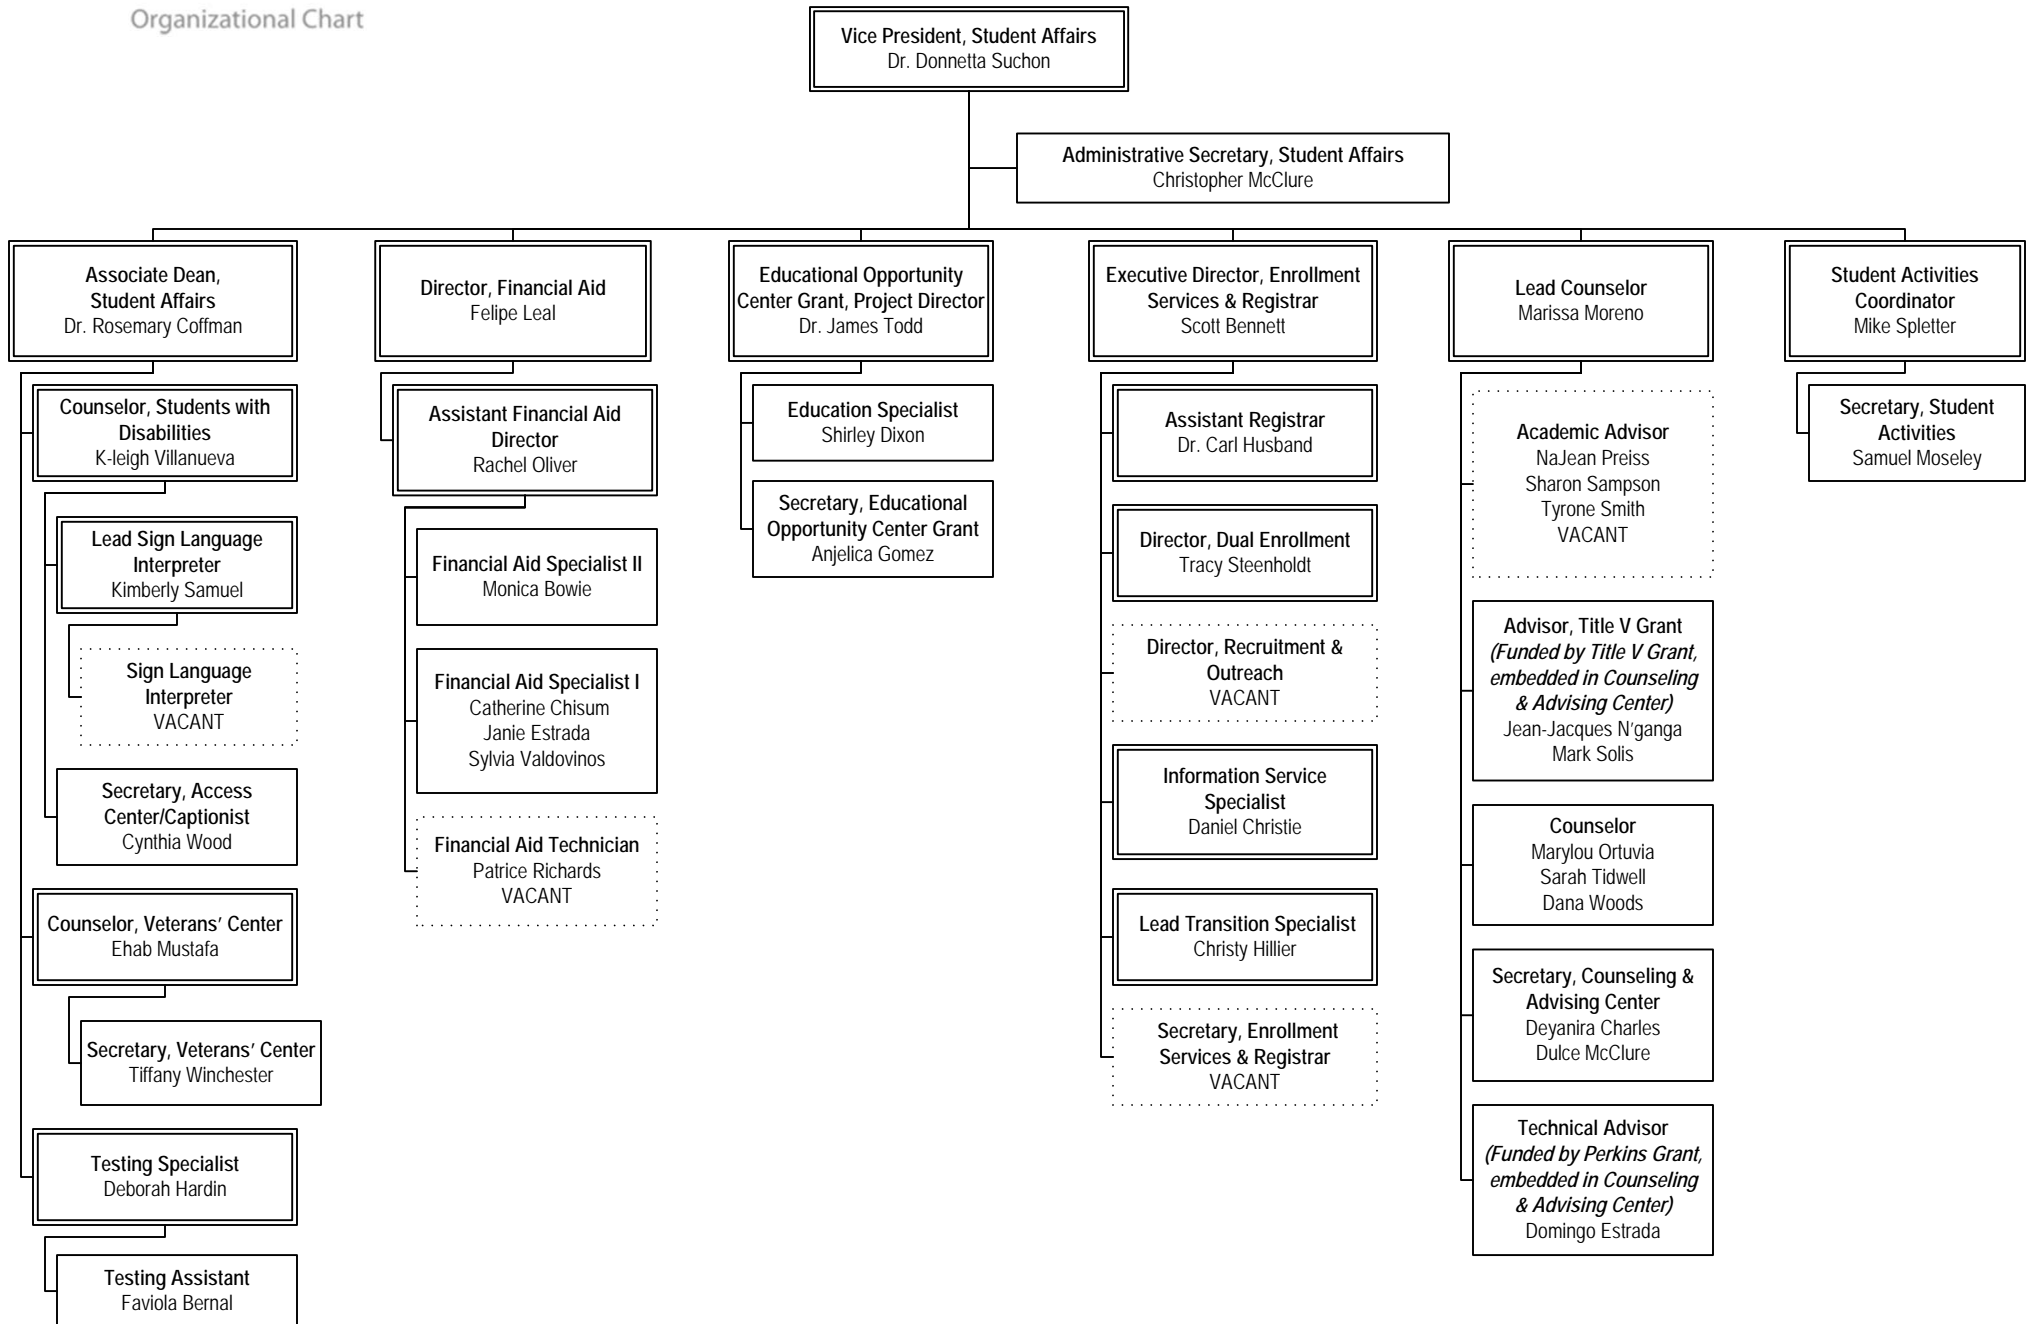 Organizational Chart
Vice President, Student Affairs
Dr. Donnetta Suchon
Administrative Secretary, Student Affairs
Christopher McClure
Associate Dean,
Student Affairs
Dr. Rosemary Coffman
Counselor, Students with
Disabilities
K-leigh Villanueva
Lead Sign Language
Interpreter
Kimberly Samuel
Sign Language
Interpreter
VACANT
Secretary, Access
Center/Captionist
Cynthia Wood
Counselor, Veterans’ Center
Ehab Mustafa
Secretary, Veterans’ Center
Tiffany Winchester
Testing Specialist
Deborah Hardin
Testing Assistant
Faviola Bernal
Director, Financial Aid
Felipe Leal
Assistant Financial Aid
Director
Rachel Oliver
Financial Aid Specialist II
Monica Bowie
Financial Aid Specialist I
Catherine Chisum
Janie Estrada
Sylvia Valdovinos
Financial Aid Technician
Patrice Richards
VACANT
Educational Opportunity
Center Grant, Project Director
Dr. James Todd
Education Specialist
Shirley Dixon
Secretary, Educational
Opportunity Center Grant
Anjelica Gomez
Executive Director, Enrollment
Services & Registrar
Scott Bennett
Assistant Registrar
Dr. Carl Husband
Director, Dual Enrollment
Tracy Steenholdt
Director, Recruitment &
Outreach
VACANT
Information Service
Specialist
Daniel Christie
Lead Transition Specialist
Christy Hillier
Secretary, Enrollment
Services & Registrar
VACANT
Lead Counselor
Marissa Moreno
Academic Advisor
NaJean Preiss
Sharon Sampson
Tyrone Smith
VACANT
Advisor, Title V Grant
(Funded by Title V Grant,
embedded in Counseling
& Advising Center)
Jean-Jacques N’ganga
Mark Solis
Counselor
Marylou Ortuvia
Sarah Tidwell
Dana Woods
Secretary, Counseling &
Advising Center
Deyanira Charles
Dulce McClure
Technical Advisor
(Funded by Perkins Grant,
embedded in Counseling
& Advising Center)
Domingo Estrada
Student Activities
Coordinator
Mike Spletter
Secretary, Student
Activities
Samuel Moseley